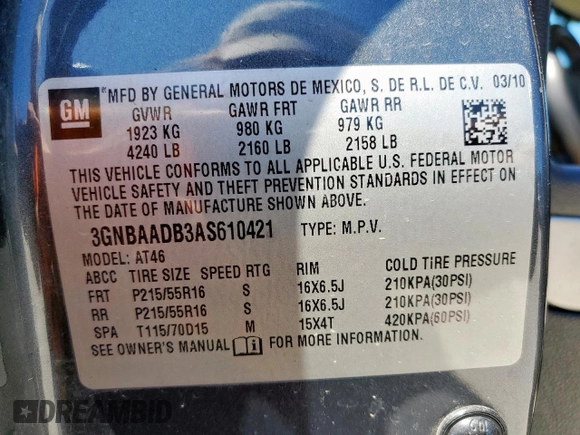 GM
MFD BY GENERAL MOTORS DE MEXICO, S. DE R.L. DE C.V. 03/10
GVWR GAWR FRT GAWR RR
1923 KG 980 KG 979 KG
4240 LB 2160 LB 2158 LB
THIS VEHICLE CONFORMS TO ALL APPLICABLE U.S. FEDERAL MOTOR
VEHICLE SAFETY AND THEFT PREVENTION STANDARDS IN EFFECT ON
THE DATE OF MANUFACTURE SHOWN ABOVE.
3GNBAADB3AS610421 TYPE: M.P.V.
MODEL: AT46
ABCC TIRE SIZE SPEED RTG RIM COLD TIRE PRESSURE
FRT P215/55R16 S 16X6.5J 210KPA(30PSI)
RR P215/55R16 S 16X6.5J 210KPA(30PSI)
SPA T115/70D15 M 15X4T 420KPA(60PSI)
SEE OWNER'S MANUAL FOR MORE INFORMATION.
DREAMBID